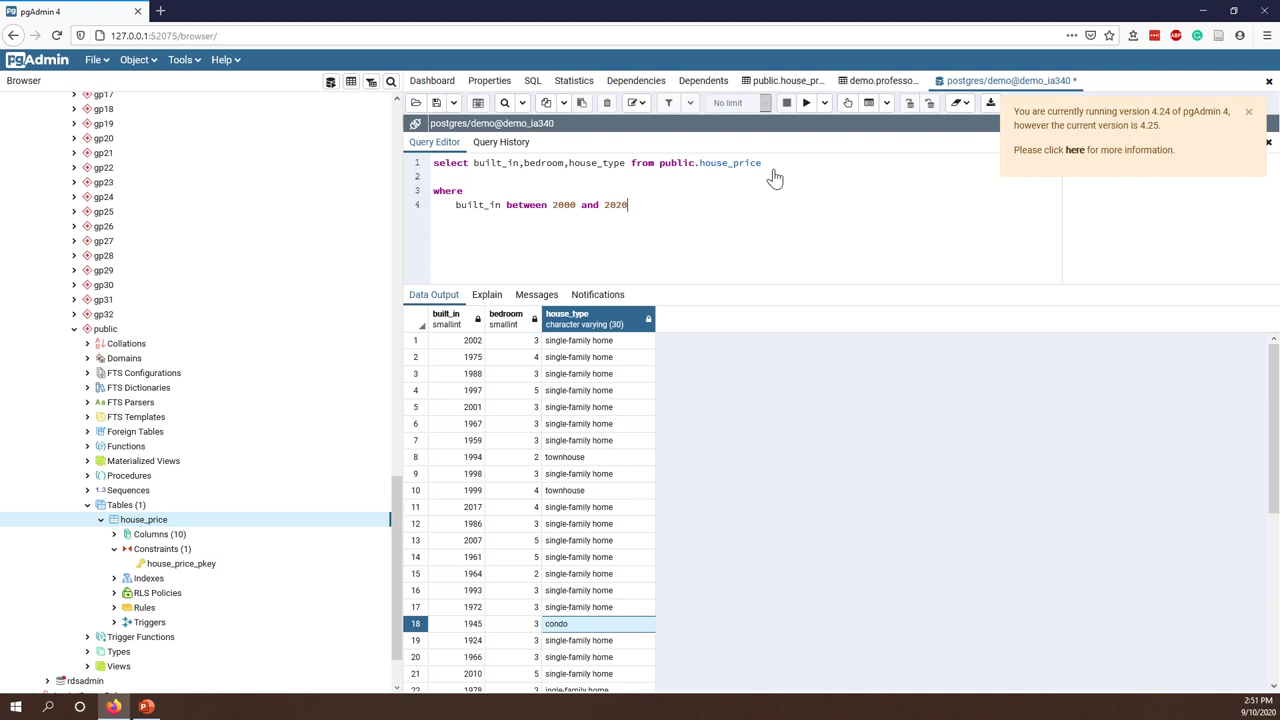 pgAdmin 4
127.0.0.1:52075/browser/
pgAdmin File Object Tools Help
Browser
Dashboard Properties SQL Statistics Dependencies Dependents public.house_pr... demo.professo... postgres/demo@demo_ia340 *
No limit
postgres/demo@demo_ia340
You are currently running version 4.24 of pgAdmin 4,
however the current version is 4.25.
Please click here for more information.
Query Editor Query History
1 select built_in,bedroom,house_type from public.house_price
2
3 where
4 built_in between 2000 and 2020
gp17
gp18
gp19
gp20
gp21
gp22
gp23
gp24
gp25
gp26
gp27
gp28
gp29
gp30
gp31
gp32
public
Collations
Domains
FTS Configurations
FTS Dictionaries
FTS Parsers
FTS Templates
Foreign Tables
Functions
Materialized Views
Procedures
Sequences
Tables (1)
house_price
Columns (10)
Constraints (1)
house_price_pkey
Indexes
RLS Policies
Rules
Triggers
Trigger Functions
Types
Views
rdsadmin
Data Output Explain Messages Notifications
built_in bedroom house_type
smallint smallint character varying (30)
1 2002 3 single-family home
2 1975 4 single-family home
3 1988 3 single-family home
4 1997 5 single-family home
5 2001 3 single-family home
6 1967 3 single-family home
7 1959 3 single-family home
8 1994 2 townhouse
9 1998 3 single-family home
10 1999 4 townhouse
11 2017 4 single-family home
12 1986 3 single-family home
13 2007 5 single-family home
14 1961 5 single-family home
15 1964 2 single-family home
16 1993 3 single-family home
17 1972 3 single-family home
18 1945 3 condo
19 1924 3 single-family home
20 1966 3 single-family home
21 2010 5 single-family home
22 1978 3 ingle-family home
2:51 PM
9/10/2020